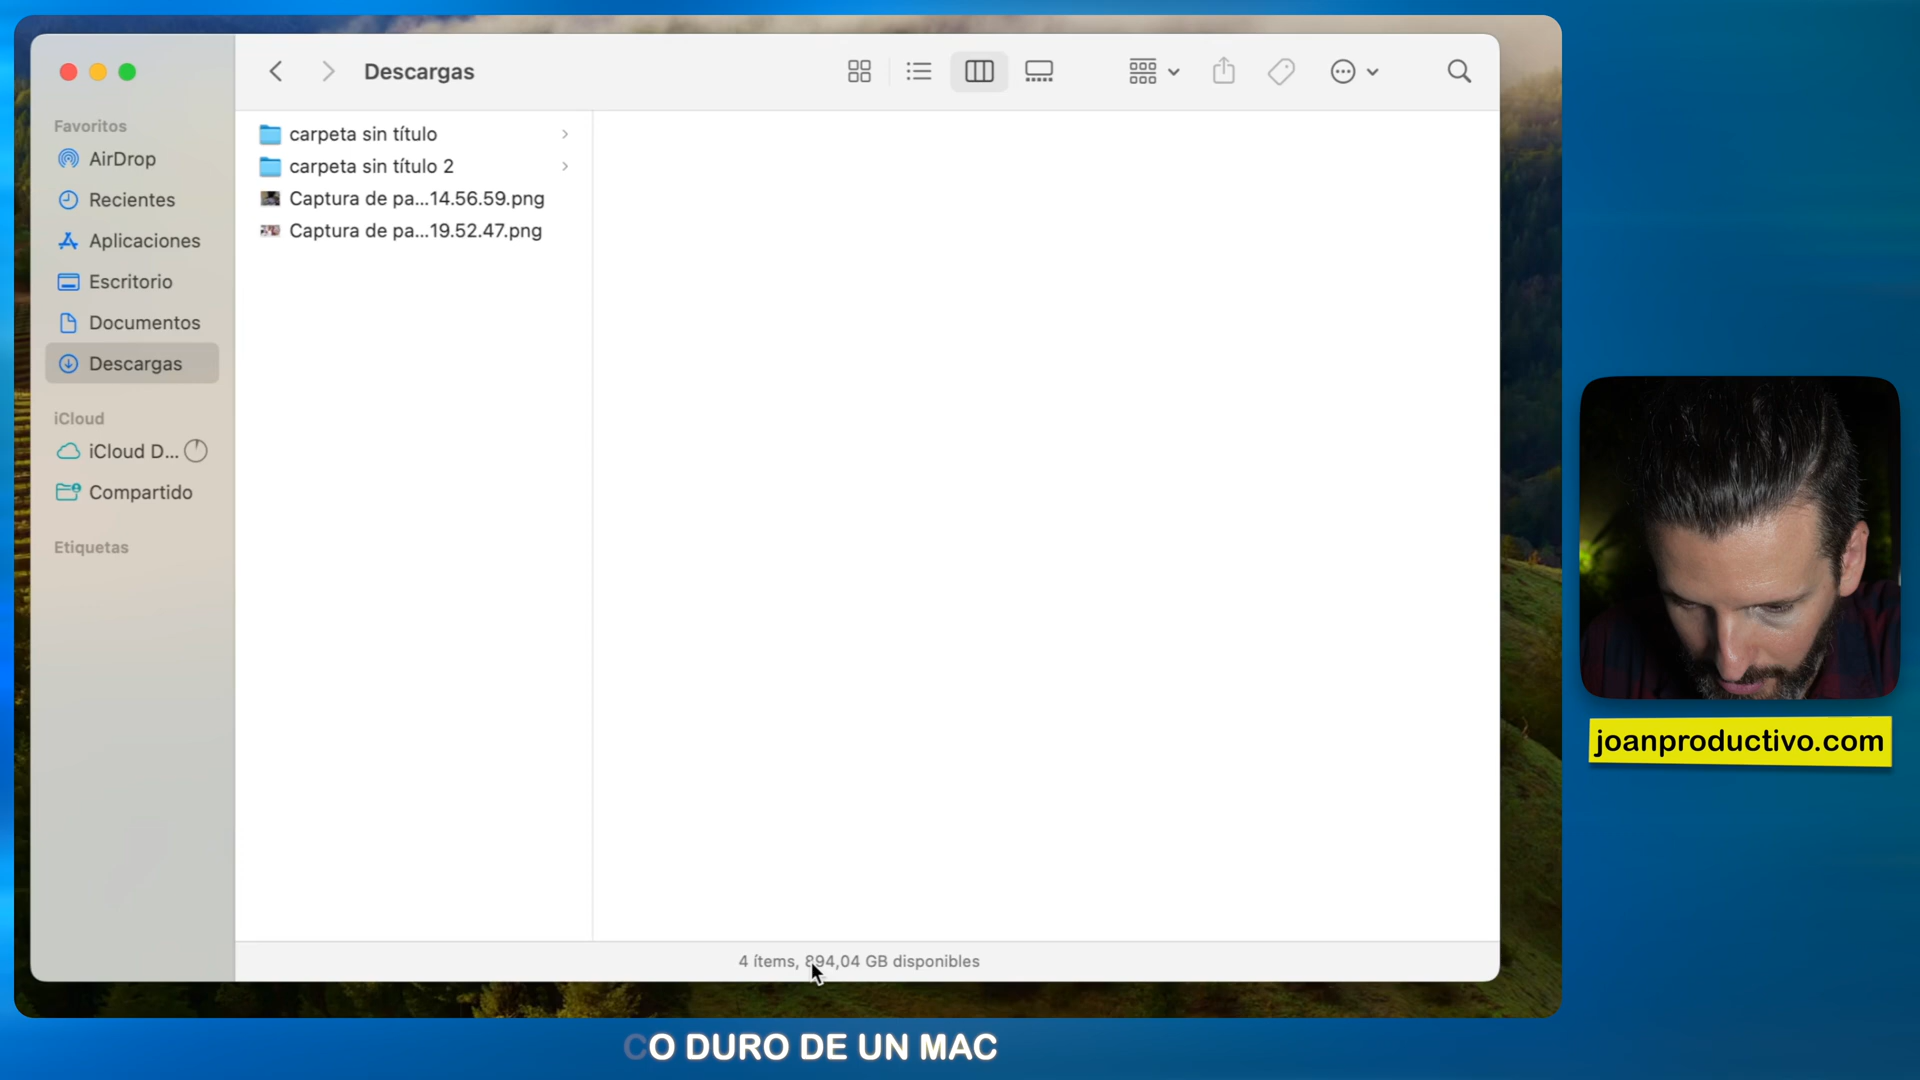 Descargas
Favoritos
AirDrop
Recientes
Aplicaciones
Escritorio
Documentos
Descargas
iCloud
iCloud D...
Compartido
Etiquetas
carpeta sin título
carpeta sin título 2
Captura de pa...14.56.59.png
Captura de pa...19.52.47.png
4 ítems, 894,04 GB disponibles
joanproductivo.com
CO DURO DE UN MAC